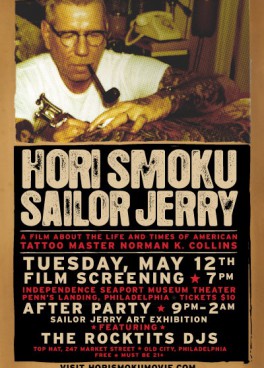 HORI SMOKU
SAILOR JERRY
A FILM ABOUT THE LIFE AND TIMES OF AMERICAN
TATTOO MASTER NORMAN K. COLLINS
TUESDAY, MAY 12TH
FILM SCREENING ★ 7PM
INDEPENDENCE SEAPORT MUSEUM THEATER
PENN'S LANDING, PHILADELPHIA - TICKETS $10
AFTER PARTY ★ 9PM-2AM
SAILOR JERRY ART EXHIBITION
★FEATURING★
THE ROCKTITS DJS
TOP HAT, 247 MARKET STREET ★ OLD CITY, PHILADELPHIA
FREE ★ MUST BE 21+
VISIT HORISMOKUMOVIE.COM